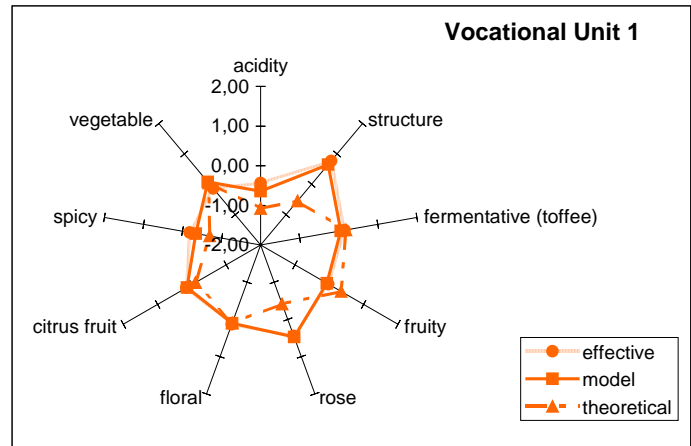 Vocational Unit 1
acidity
2,00
1,00
0,00
-1,00
-2,00
structure
fermentative (toffee)
fruity
rose
floral
citrus fruit
spicy
vegetable
effective
model
theoretical